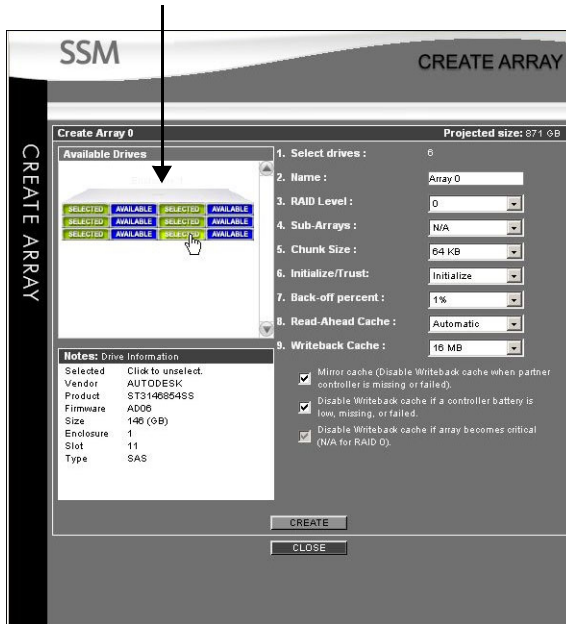 SSM
CREATE ARRAY
CREATE ARRAY
Create Array 0
Projected size: 871 GB
Available Drives
SELECTED AVAILABLE SELECTED AVAILABLE
SELECTED AVAILABLE SELECTED AVAILABLE
SELECTED AVAILABLE SELECTED AVAILABLE
1. Select drives : 6
2. Name : Array 0
3. RAID Level : 0
4. Sub-Arrays : N/A
5. Chunk Size : 64 KB
6. Initialize/Trust: Initialize
7. Back-off percent : 1%
8. Read-Ahead Cache : Automatic
9. Writeback Cache : 16 MB
Mirror cache (Disable Writeback cache when partner
controller is missing or failed).
Disable Writeback cache if a controller battery is
low, missing, or failed.
Disable Writeback cache if array becomes critical
(N/A for RAID 0).
Notes: Drive Information
Selected Click to unselect.
Vendor AUTODESK
Product ST3146854SS
Firmware AD06
Size 146 (GB)
Enclosure 1
Slot 11
Type SAS
CREATE
CLOSE